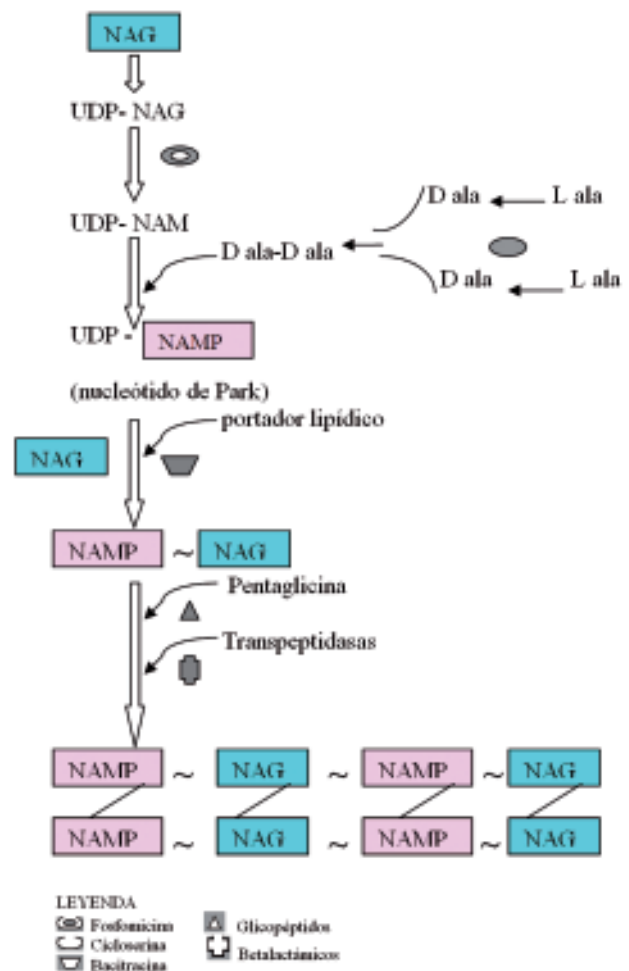 NAG
UDP- NAG
UDP- NAM
D ala-D ala
D ala
L ala
D ala
L ala
UDP -
NAMP
(nucleótido de Park)
portador lipídico
NAG
NAMP ~ NAG
Pentaglicina
Transpeptidasas
NAMP ~ NAG ~ NAMP ~ NAG
NAMP ~ NAG ~ NAMP ~ NAG
LEYENDA
Fosfomicina
Glicopéptidos
Cicloserina
Betalactámicos
Bacitracina